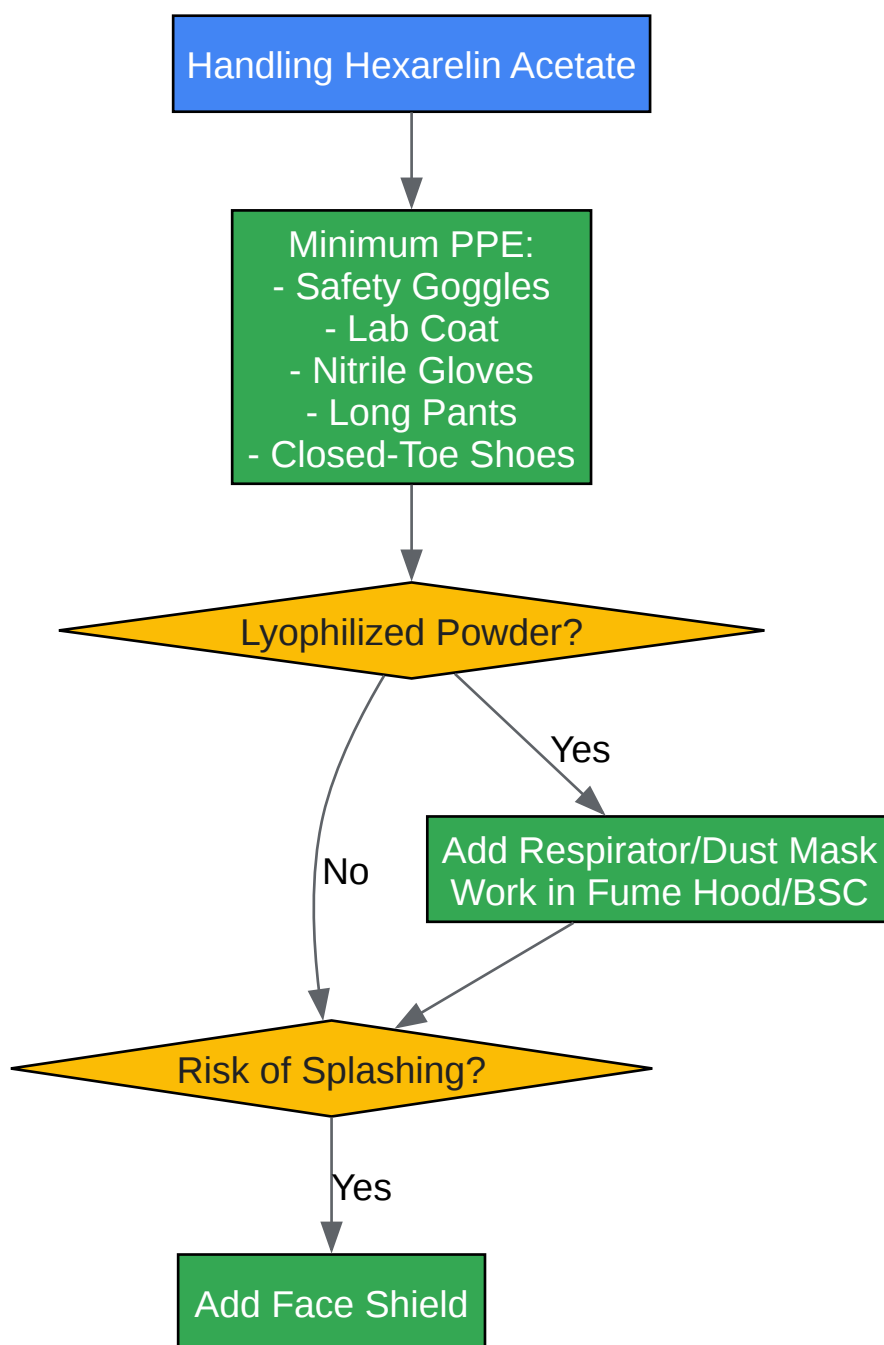 Handling Hexarelin Acetate
Minimum PPE:
- Safety Goggles
- Lab Coat
- Nitrile Gloves
- Long Pants
- Closed-Toe Shoes
Lyophilized Powder?
Yes
Add Respirator/Dust Mask
Work in Fume Hood/BSC
No
Risk of Splashing?
Yes
Add Face Shield